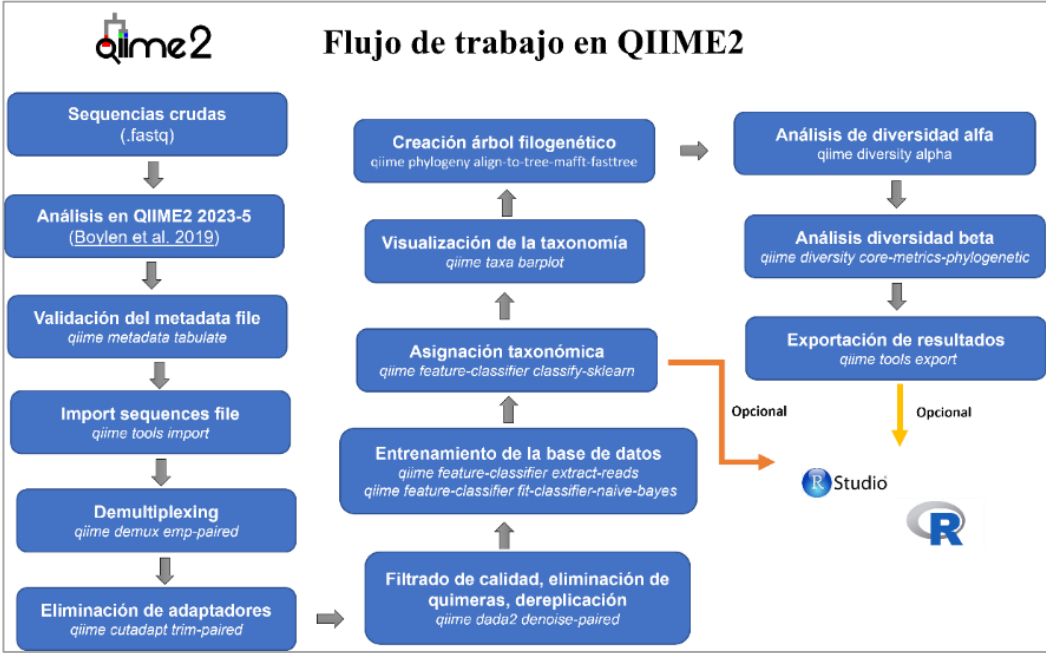 qiime2
Flujo de trabajo en QIIME2
Sequencias crudas
(.fastq)
Análisis en QIIME2 2023-5
(Boylen et al. 2019)
Validación del metadata file
qiime metadata tabulate
Import sequences file
qiime tools import
Demultiplexing
qiime demux emp-paired
Eliminación de adaptadores
qiime cutadapt trim-paired
Filtrado de calidad, eliminación de
quimeras, dereplicación
qiime dada2 denoise-paired
Entrenamiento de la base de datos
qiime feature-classifier extract-reads
qiime feature-classifier fit-classifier-naive-bayes
Asignación taxonómica
qiime feature-classifier classify-sklearn
Visualización de la taxonomía
qiime taxa barplot
Creación árbol filogenético
qiime phylogeny align-to-tree-mafft-fasttree
Análisis de diversidad alfa
qiime diversity alpha
Análisis diversidad beta
qiime diversity core-metrics-phylogenetic
Exportación de resultados
qiime tools export
Opcional
Opcional
R Studio
R